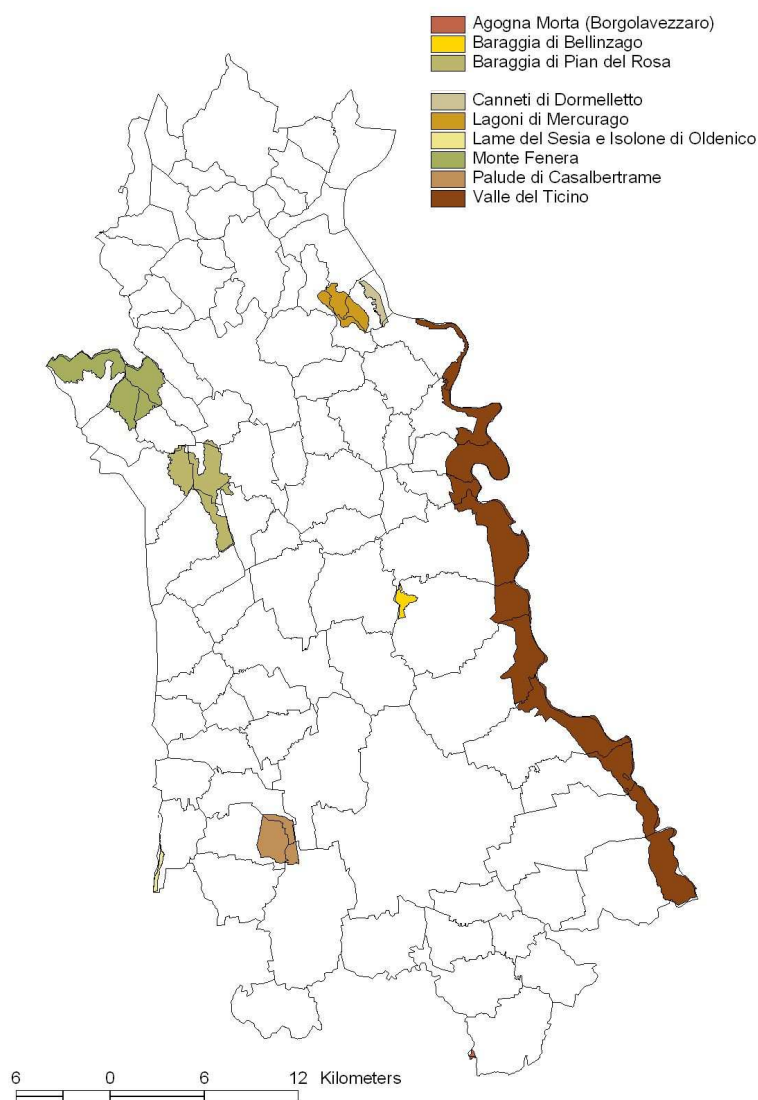 Agogna Morta (Borgolavezzaro)
Baraggia di Bellinzago
Baraggia di Pian del Rosa
Canneti di Dormelletto
Lagoni di Mercurago
Lame del Sesia e Isolone di Oldenico
Monte Fenera
Palude di Casalbertrame
Valle del Ticino
6 0 6 12 Kilometers